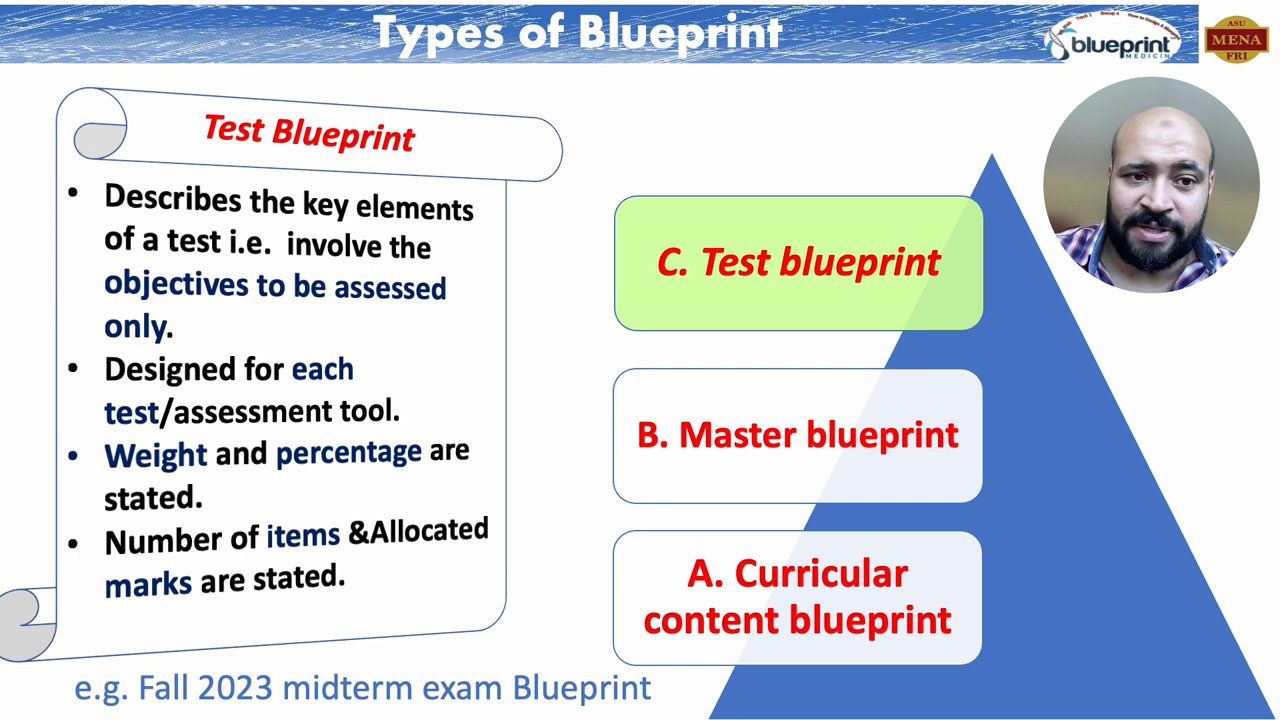 Types of Blueprint
blueprint
MEDICIN
ASU
MENA
FRI
Test Blueprint
• Describes the key elements
of a test i.e. involve the
objectives to be assessed
only.
• Designed for each
test/assessment tool.
• Weight and percentage are
stated.
• Number of items &Allocated
marks are stated.
e.g. Fall 2023 midterm exam Blueprint
C. Test blueprint
B. Master blueprint
A. Curricular
content blueprint